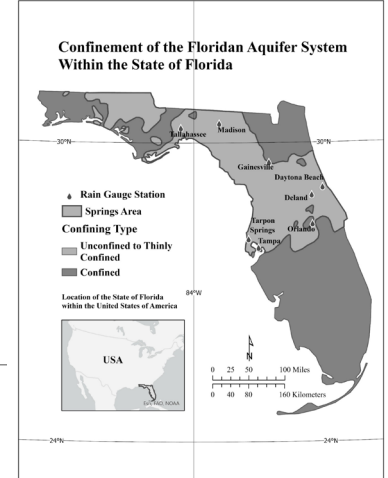 Confinement of the Floridan Aquifer System
Within the State of Florida
Tallahassee
Madison
30°N
30°N
Gainesville
Daytona Beach
Deland
Orlando
Tarpon
Springs
Tampa
Rain Gauge Station
Springs Area
Confining Type
Unconfined to Thinly
Confined
Confined
84°W
Location of the State of Florida
within the United States of America
USA
Esri, FAO, NOAA
N
0 25 50 100 Miles
0 40 80 160 Kilometers
24°N
24°N